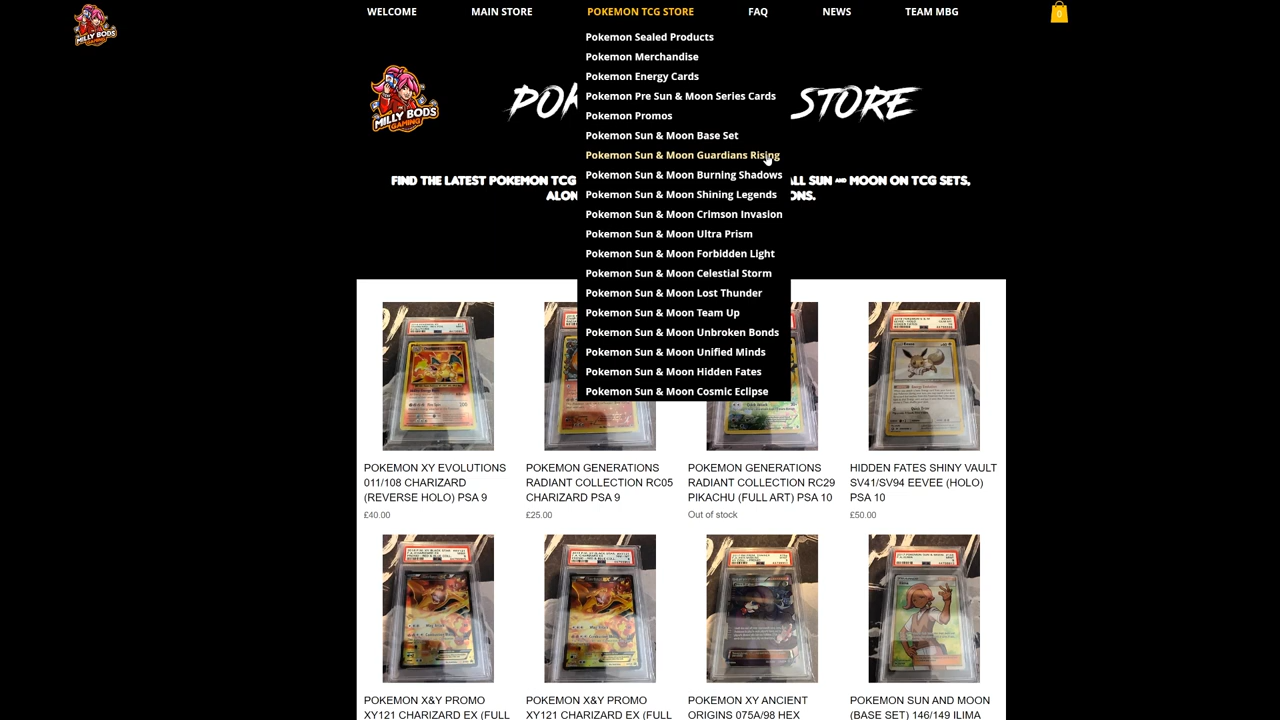 WELCOME
MAIN STORE
POKEMON TCG STORE
FAQ
NEWS
TEAM MBG
0
MILLY BODS
GAMING
Pokemon Sealed Products
Pokemon Merchandise
Pokemon Energy Cards
Pokemon Pre Sun & Moon Series Cards
Pokemon Promos
Pokemon Sun & Moon Base Set
Pokemon Sun & Moon Guardians Rising
Pokemon Sun & Moon Burning Shadows
Pokemon Sun & Moon Shining Legends
Pokemon Sun & Moon Crimson Invasion
Pokemon Sun & Moon Ultra Prism
Pokemon Sun & Moon Forbidden Light
Pokemon Sun & Moon Celestial Storm
Pokemon Sun & Moon Lost Thunder
Pokemon Sun & Moon Team Up
Pokemon Sun & Moon Unbroken Bonds
Pokemon Sun & Moon Unified Minds
Pokemon Sun & Moon Hidden Fates
Pokemon Sun & Moon Cosmic Eclipse
MILLY BODS
GAMING
POK STORE
FIND THE LATEST POKEMON TCG ALL SUN AND MOON ON TCG SETS,
POKEMON XY EVOLUTIONS
011/108 CHARIZARD
(REVERSE HOLO) PSA 9
£40.00
POKEMON GENERATIONS
RADIANT COLLECTION RC05
CHARIZARD PSA 9
£25.00
POKEMON GENERATIONS
RADIANT COLLECTION RC29
PIKACHU (FULL ART) PSA 10
Out of stock
HIDDEN FATES SHINY VAULT
SV41/SV94 EEVEE (HOLO)
PSA 10
£50.00
POKEMON X&Y PROMO
XY121 CHARIZARD EX (FULL
POKEMON X&Y PROMO
XY121 CHARIZARD EX (FULL
POKEMON XY ANCIENT
ORIGINS 075A/98 HEX
POKEMON SUN AND MOON
(BASE SET) 146/149 ILIMA